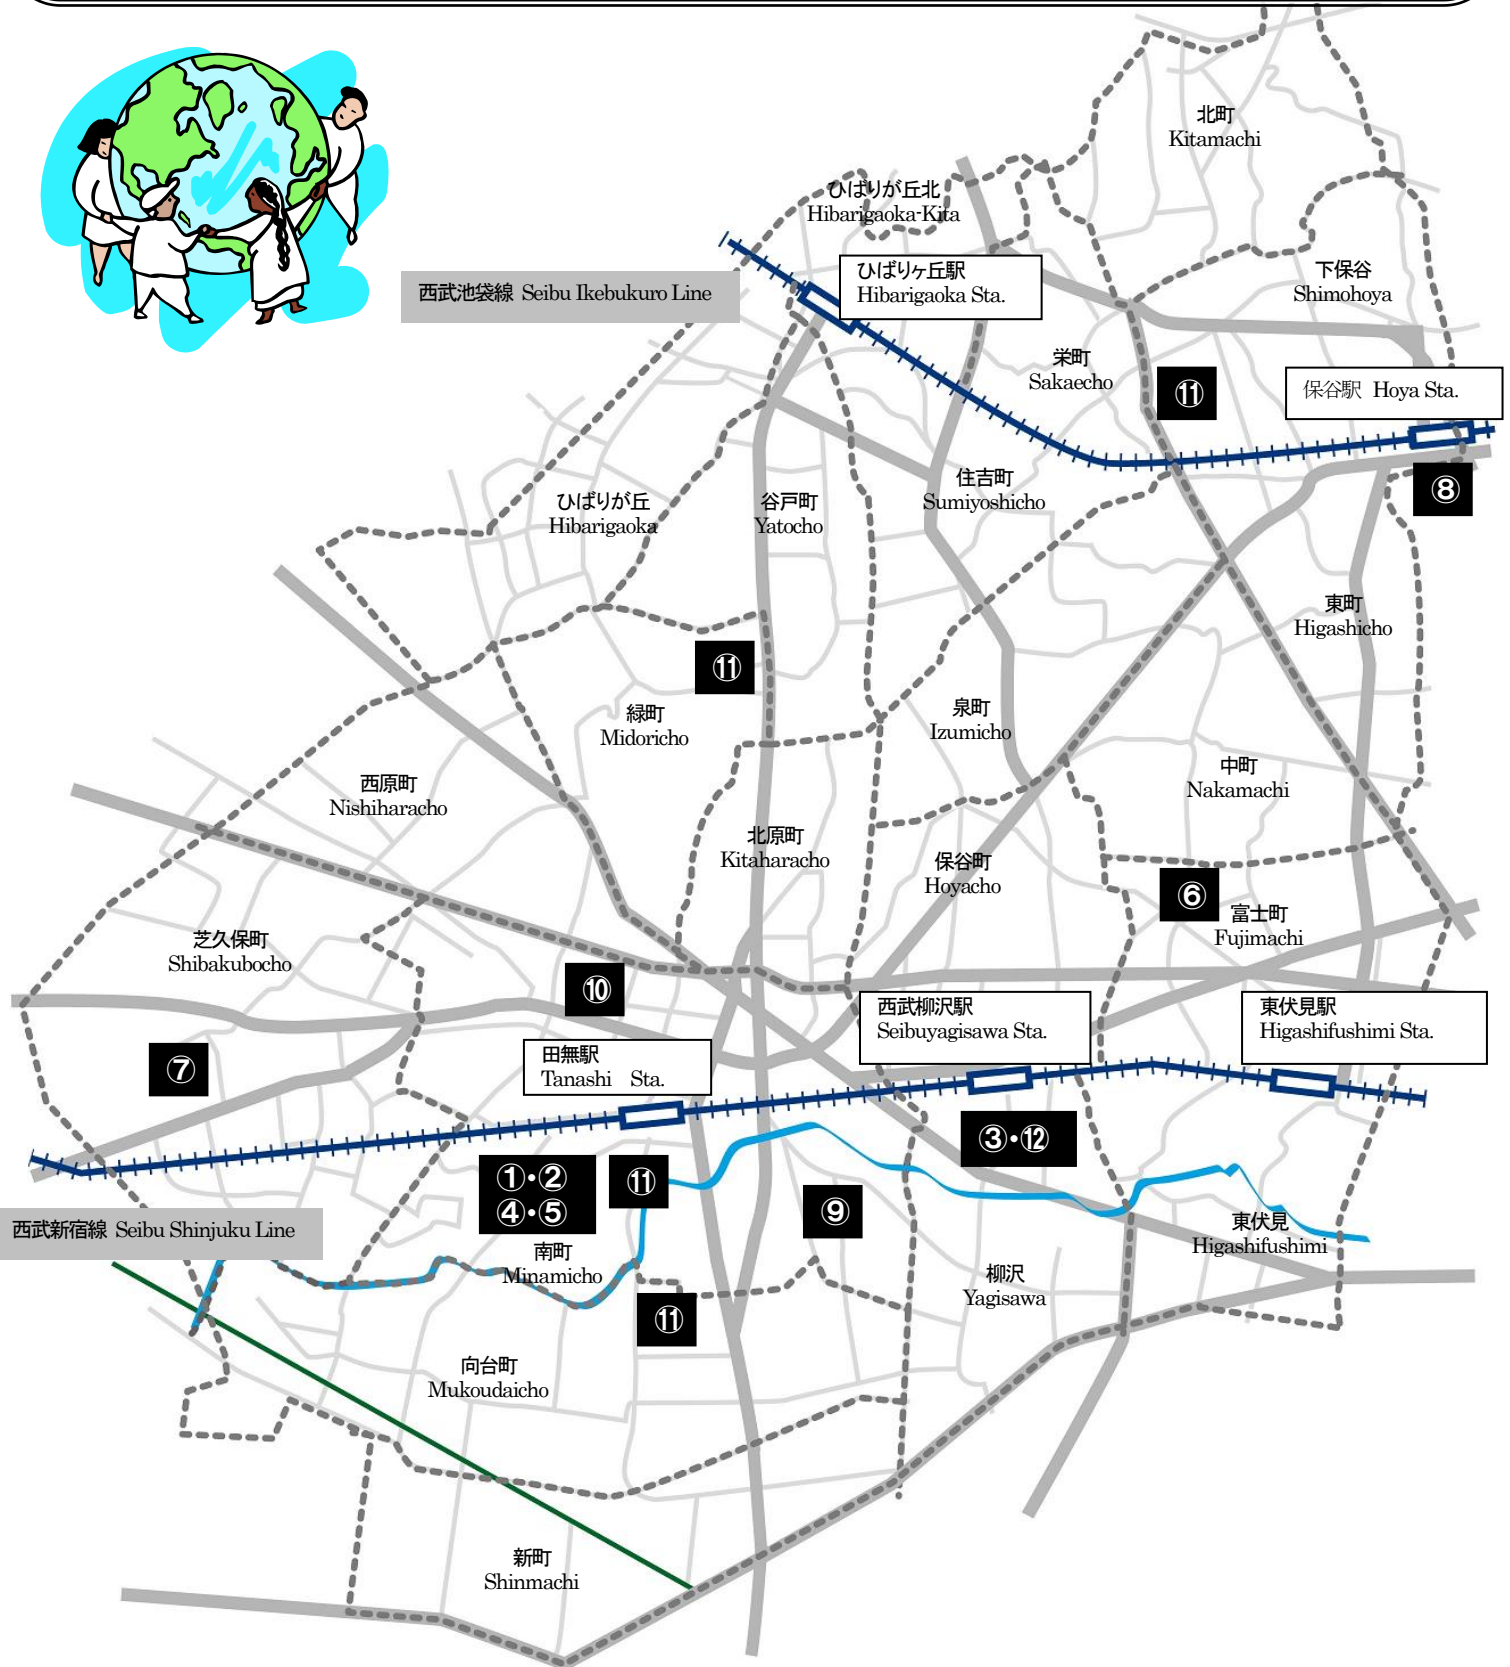 北町
Kitamachi
ひばりが丘北
Hibarigaoka-Kita
ひばりヶ丘駅
Hibarigaoka Sta.
下保谷
Shimohoya
西武池袋線 Seibu Ikebukuro Line
栄町
Sakaecho
⑪
保谷駅 Hoya Sta.
⑧
ひばりが丘
Hibarigaoka
谷戸町
Yatocho
住吉町
Sumiyoshicho
東町
Higashicho
⑪
緑町
Midoricho
泉町
Izumicho
西原町
Nishiharacho
中町
Nakamachi
北原町
Kitaharacho
保谷町
Hoyacho
⑥
富士町
Fujimachi
芝久保町
Shibakubocho
⑩
西武柳沢駅
Seibuyagisawa Sta.
東伏見駅
Higashifushimi Sta.
⑦
田無駅
Tanashi Sta.
③・⑫
①・②
④・⑤
⑪
⑨
西武新宿線 Seibu Shinjuku Line
南町
Minamicho
東伏見
Higashifushimi
柳沢
Yagisawa
⑪
向台町
Mukoudaicho
新町
Shinmachi